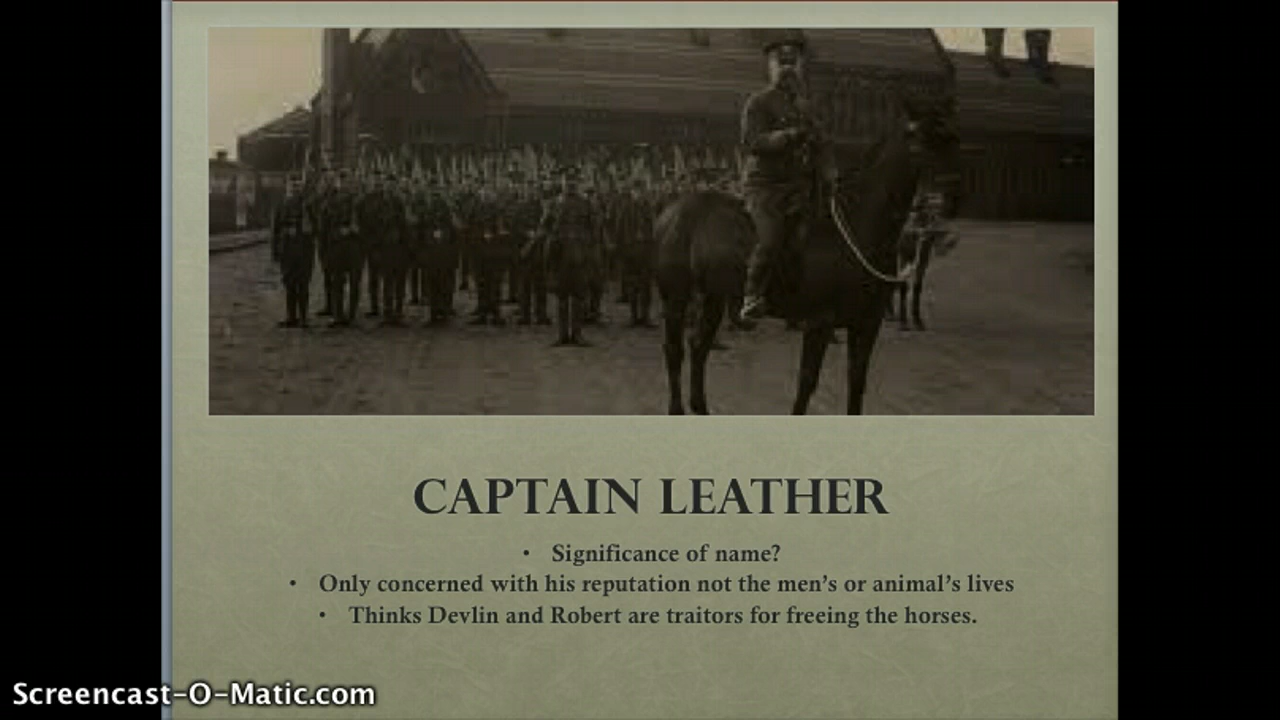 CAPTAIN LEATHER
• Significance of name?
• Only concerned with his reputation not the men's or animal's lives
• Thinks Devlin and Robert are traitors for freeing the horses.
Screencast-O-Matic.com